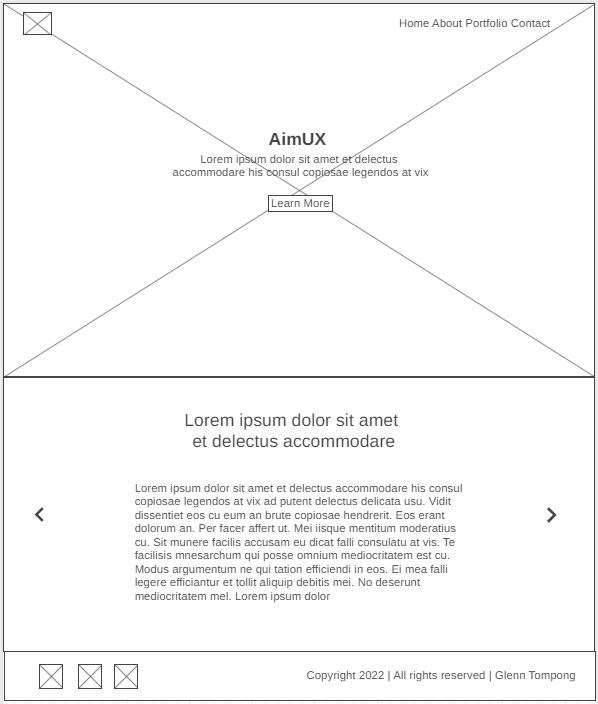 Home About Portfolio Contact
AimUX
Lorem ipsum dolor sit amet et delectus
accommodare his consul copiosae legendos at vix
Learn More
Lorem ipsum dolor sit amet
et delectus accommodare
Lorem ipsum dolor sit amet et delectus accommodare his consul
copiosae legendos at vix ad putent delectus delicata usu. Vidit
dissentiet eos cu eum an brute copiosae hendrerit. Eos erant
dolorum an. Per facer affert ut. Mei iisque mentitum moderatius
cu. Sit munere facilis accusam eu dicat falli consulatu at vis. Te
facilisis mnesarchum qui posse omnium mediocritatem est cu.
Modus argumentum ne qui tation efficiendi in eos. Ei mea falli
legere efficiantur et tollit aliquip debitis mei. No deserunt
mediocritatem mel. Lorem ipsum dolor
Copyright 2022 | All rights reserved | Glenn Tompong